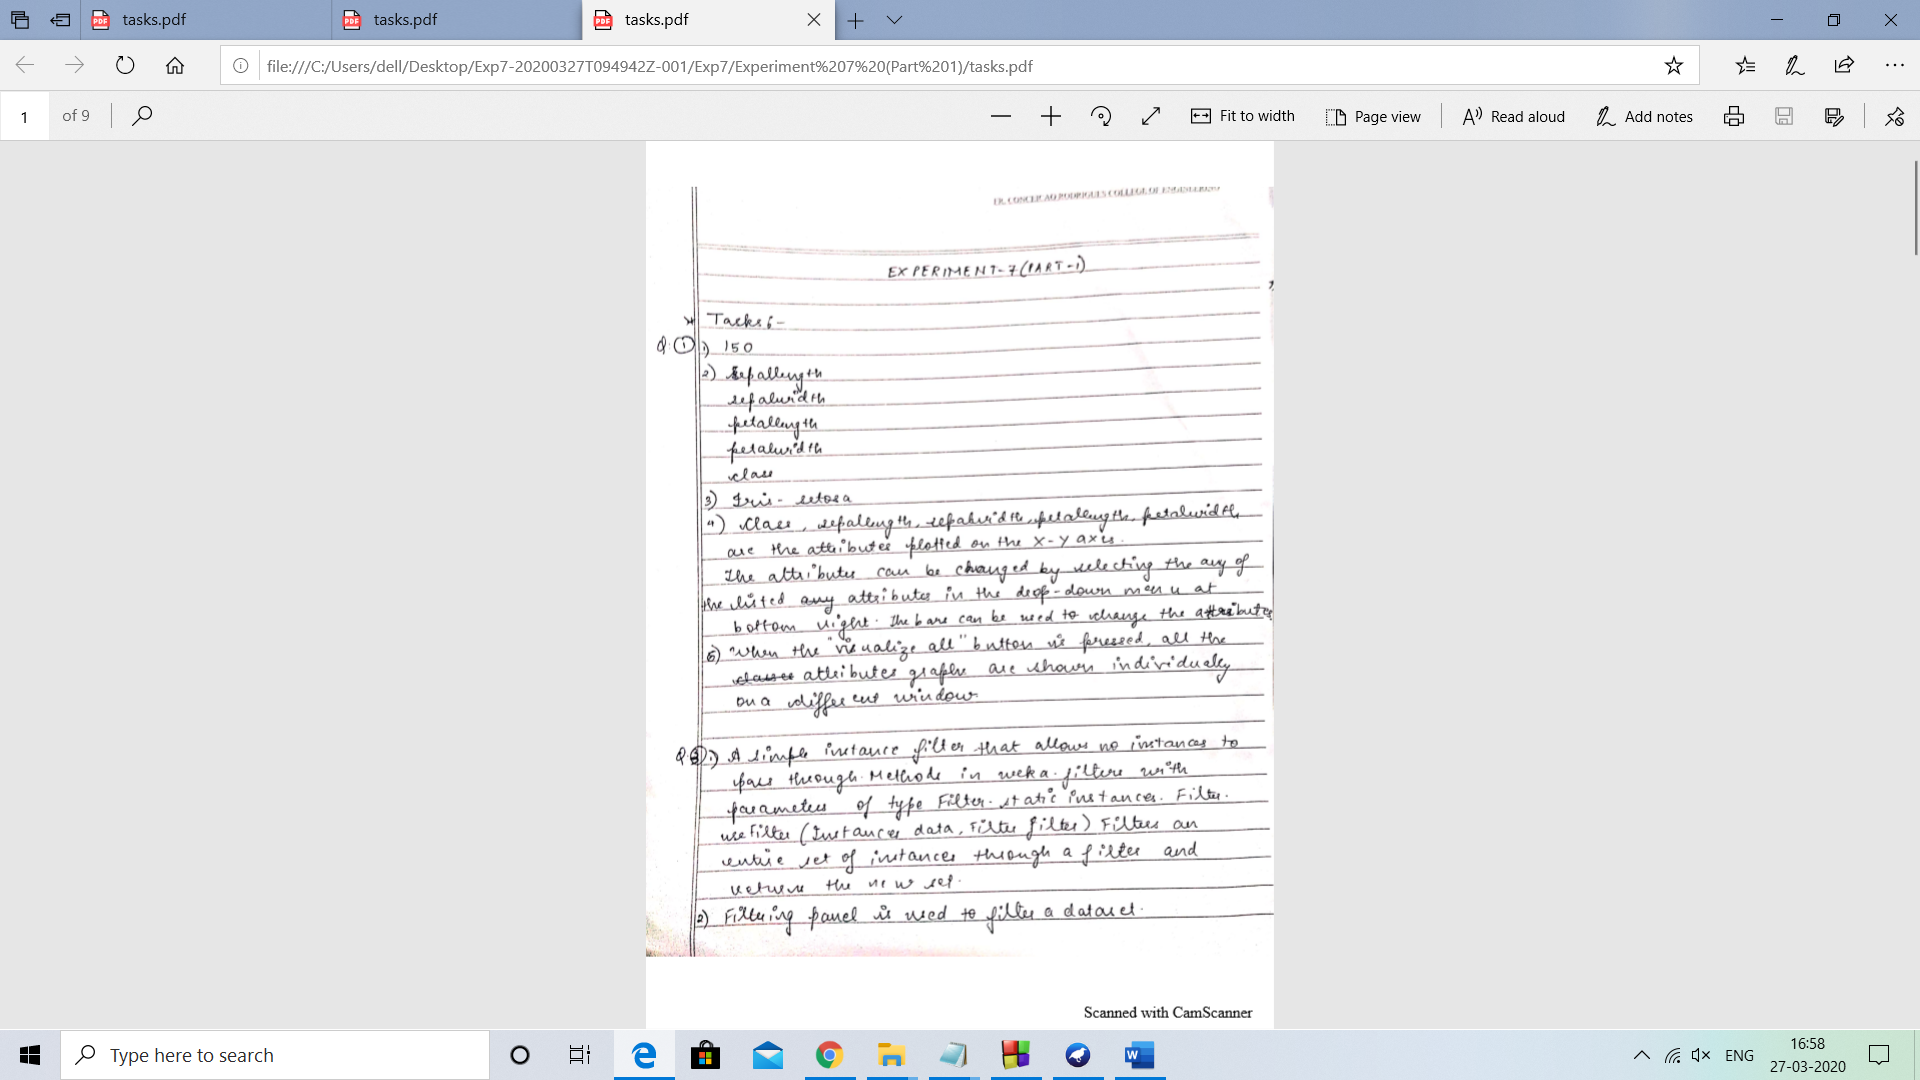 tasks.pdf
tasks.pdf
tasks.pdf
file:///C:/Users/dell/Desktop/Exp7-20200327T094942Z-001/Exp7/Experiment%207%20(Part%201)/tasks.pdf
1 of 9
Fit to width
Page view
Read aloud
Add notes
FR. CONCEICAO RODRIGUES COLLEGE OF ENGINEERING
EXPERIMENT-7(PART-1)
* Tasks:-
Q.① 1) 150
2) sepallength
sepalwidth
petallength
petalwidth
class
3) Iris-setosa
4) Class, sepallength, sepalwidth, petallength, petalwidth
are the attributes plotted on the X-Y axis.
The attributes can be changed by selecting the any of
the listed any attributes in the drop-down menu at
bottom right. The bars can be used to change the attributes
5) When the "visualize all" button is pressed, all the
classes attributes graphs are shown individually
on a different window
1) A simple instance filter that allows no instances to
pass through. Methods in weka.filters with
parameters of type Filter. static instances. Filter.
useFilter (Instances data, Filter filter) Filters an
entire set of instances through a filter and
returns the new set.
2) Filtering panel is used to filter a dataset.
Scanned with CamScanner
Type here to search
ENG
16:58
27-03-2020